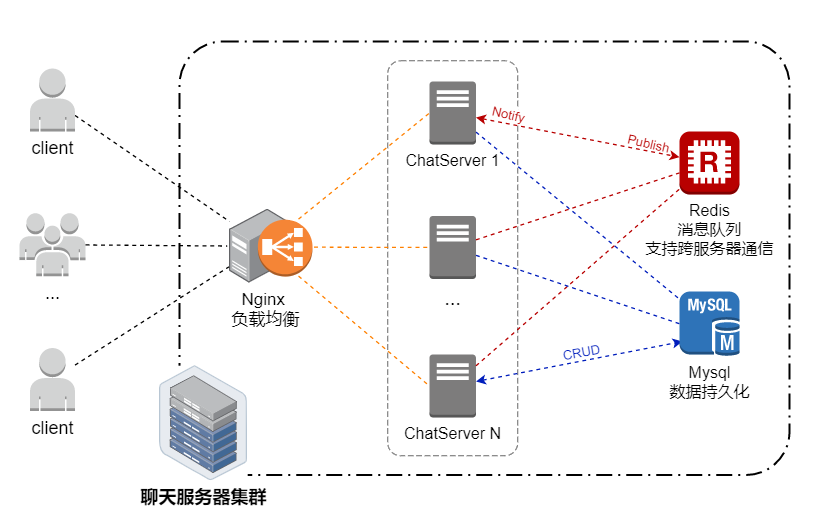 client
...
client
Nginx
负载均衡
ChatServer 1
...
ChatServer N
Notify
Publish
R
Redis
消息队列
支持跨服务器通信
CRUD
MySQL
M
Mysql
数据持久化
聊天服务器集群